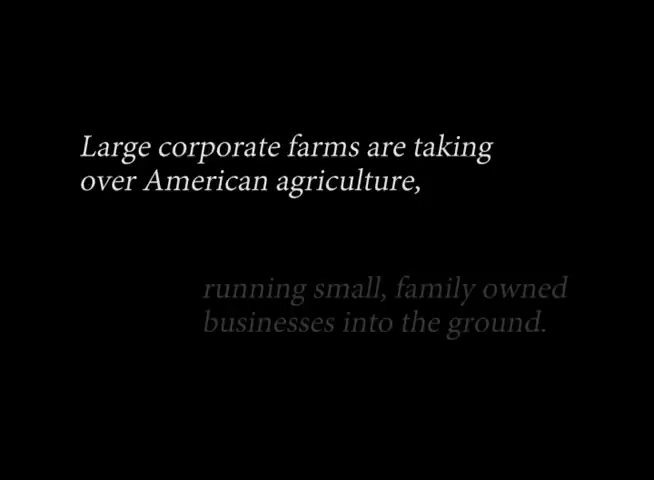 Large corporate farms are taking
over American agriculture,
running small, family owned
businesses into the ground.